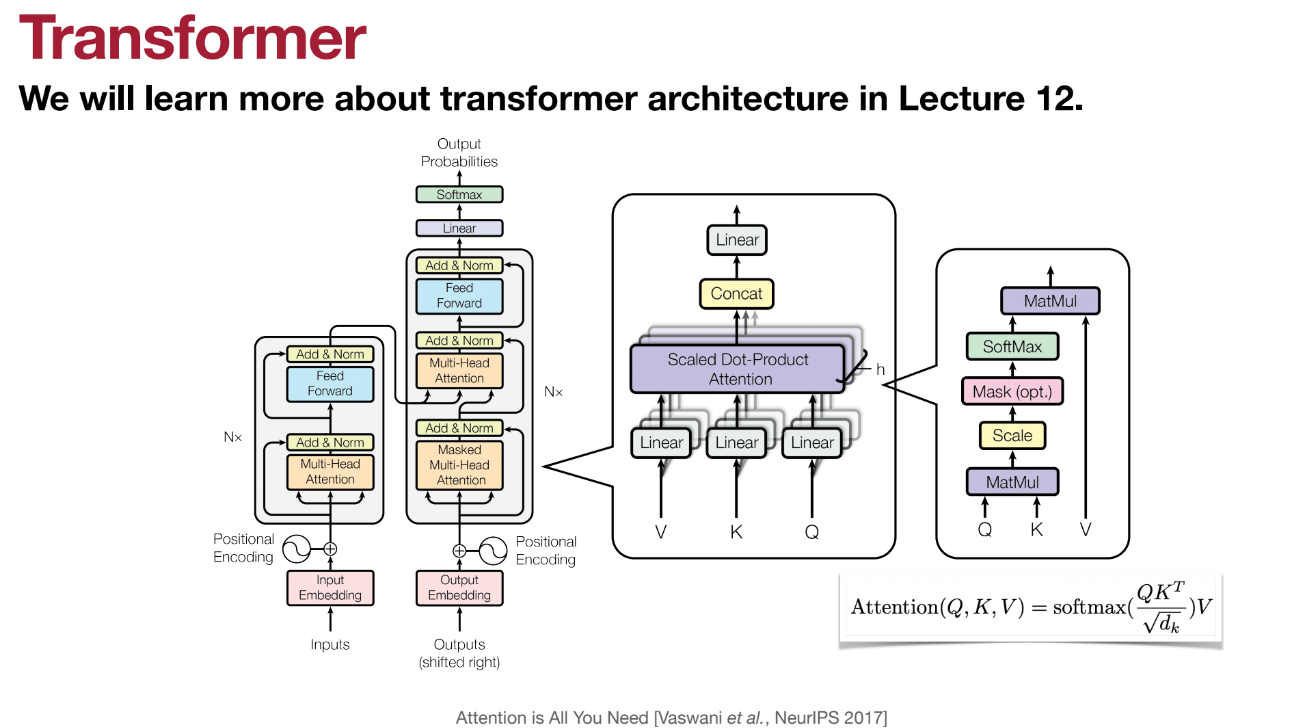 Transformer
We will learn more about transformer architecture in Lecture 12.
Output
Probabilities
Softmax
Linear
Add & Norm
Feed
Forward
Add & Norm
Multi-Head
Attention
Add & Norm
Masked
Multi-Head
Attention
N×
Add & Norm
Feed
Forward
N×
Add & Norm
Multi-Head
Attention
Positional
Encoding
Positional
Encoding
Input
Embedding
Output
Embedding
Inputs
Outputs
(shifted right)
Linear
Concat
Scaled Dot-Product
Attention
h
Linear
Linear
Linear
V
K
Q
MatMul
SoftMax
Mask (opt.)
Scale
MatMul
Q
K
V
Attention(Q, K, V) = softmax(QK^T/√d_k)V
Attention is All You Need [Vaswani et al., NeurIPS 2017]